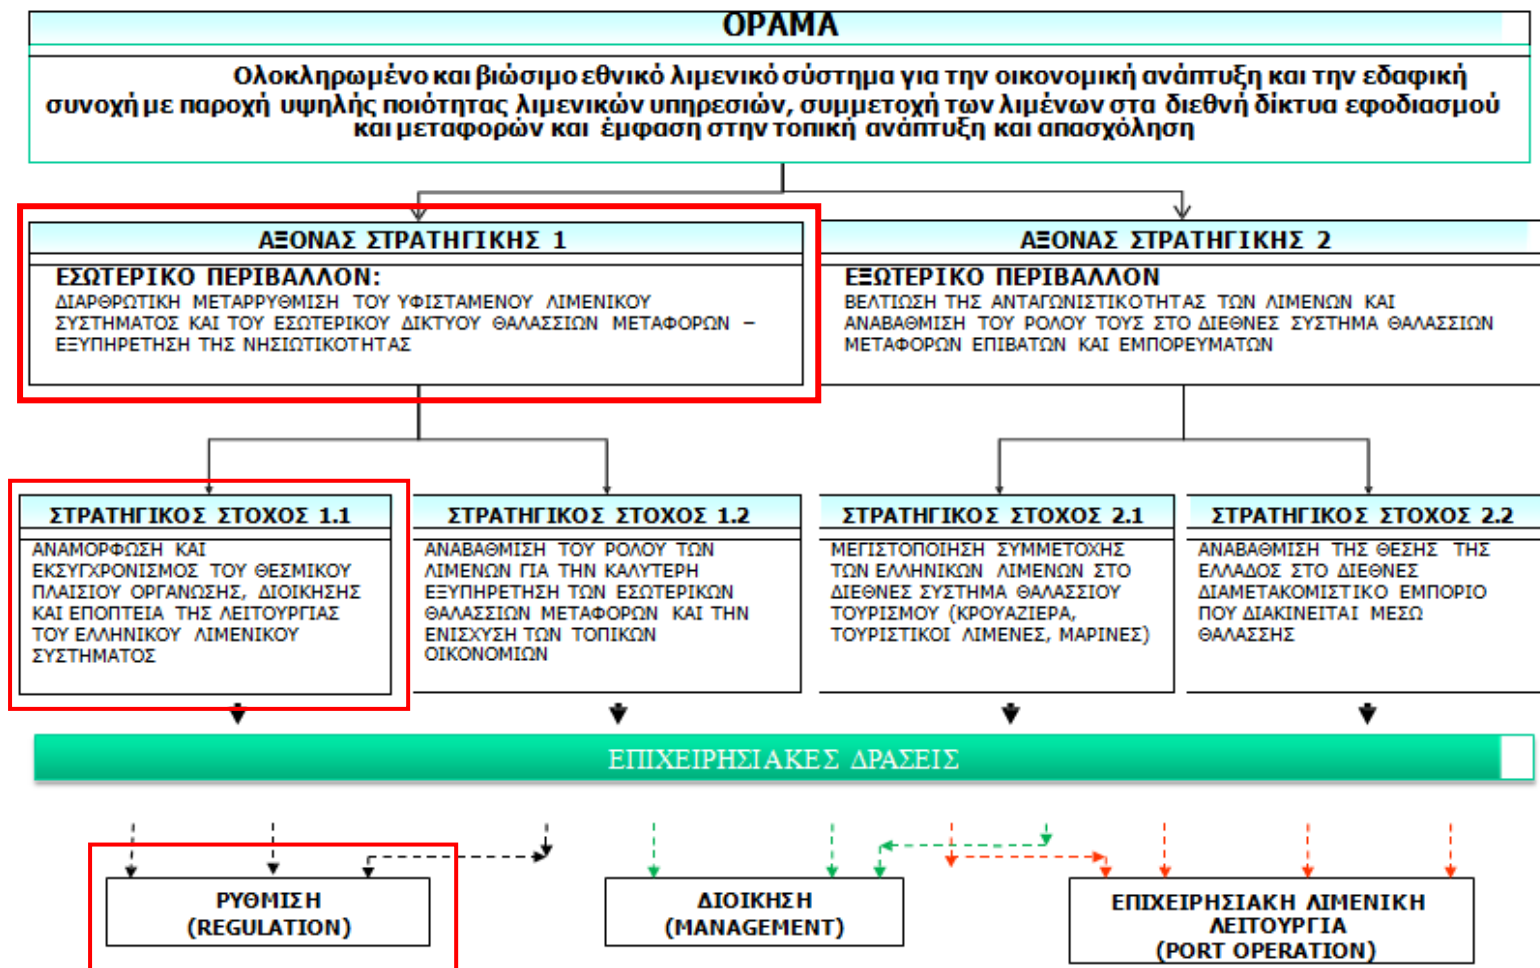 ΟΡΑΜΑ
Ολοκληρωμένο και βιώσιμο εθνικό λιμενικό σύστημα για την οικονομική ανάπτυξη και την εδαφική
συνοχή με παροχή υψηλής ποιότητας λιμενικών υπηρεσιών, συμμετοχή των λιμένων στα διεθνή δίκτυα εφοδιασμού
και μεταφορών και έμφαση στην τοπική ανάπτυξη και απασχόληση
ΑΞΟΝΑΣ ΣΤΡΑΤΗΓΙΚΗΣ 1
ΕΣΩΤΕΡΙΚΟ ΠΕΡΙΒΑΛΛΟΝ:
ΔΙΑΡΘΡΩΤΙΚΗ ΜΕΤΑΡΡΥΘΜΙΣΗ ΤΟΥ ΥΦΙΣΤΑΜΕΝΟΥ ΛΙΜΕΝΙΚΟΥ
ΣΥΣΤΗΜΑΤΟΣ ΚΑΙ ΤΟΥ ΕΣΩΤΕΡΙΚΟΥ ΔΙΚΤΥΟΥ ΘΑΛΑΣΣΙΩΝ ΜΕΤΑΦΟΡΩΝ –
ΕΞΥΠΗΡΕΤΗΣΗ ΤΗΣ ΝΗΣΙΩΤΙΚΟΤΗΤΑΣ
ΑΞΟΝΑΣ ΣΤΡΑΤΗΓΙΚΗΣ 2
ΕΞΩΤΕΡΙΚΟ ΠΕΡΙΒΑΛΛΟΝ
ΒΕΛΤΙΩΣΗ ΤΗΣ ΑΝΤΑΓΩΝΙΣΤΙΚΟΤΗΤΑΣ ΤΩΝ ΛΙΜΕΝΩΝ ΚΑΙ
ΑΝΑΒΑΘΜΙΣΗ ΤΟΥ ΡΟΛΟΥ ΤΟΥΣ ΣΤΟ ΔΙΕΘΝΕΣ ΣΥΣΤΗΜΑ ΘΑΛΑΣΣΙΩΝ
ΜΕΤΑΦΟΡΩΝ ΕΠΙΒΑΤΩΝ ΚΑΙ ΕΜΠΟΡΕΥΜΑΤΩΝ
ΣΤΡΑΤΗΓΙΚΟΣ ΣΤΟΧΟΣ 1.1
ΑΝΑΜΟΡΦΩΣΗ ΚΑΙ
ΕΚΣΥΓΧΡΟΝΙΣΜΟΣ ΤΟΥ ΘΕΣΜΙΚΟΥ
ΠΛΑΙΣΙΟΥ ΟΡΓΑΝΩΣΗΣ, ΔΙΟΙΚΗΣΗΣ
ΚΑΙ ΕΠΟΠΤΕΙΑ ΤΗΣ ΛΕΙΤΟΥΡΓΙΑΣ
ΤΟΥ ΕΛΛΗΝΙΚΟΥ ΛΙΜΕΝΙΚΟΥ
ΣΥΣΤΗΜΑΤΟΣ
ΣΤΡΑΤΗΓΙΚΟΣ ΣΤΟΧΟΣ 1.2
ΑΝΑΒΑΘΜΙΣΗ ΤΟΥ ΡΟΛΟΥ ΤΩΝ
ΛΙΜΕΝΩΝ ΓΙΑ ΤΗΝ ΚΑΛΥΤΕΡΗ
ΕΞΥΠΗΡΕΤΗΣΗ ΤΩΝ ΕΣΩΤΕΡΙΚΩΝ
ΘΑΛΑΣΣΙΩΝ ΜΕΤΑΦΟΡΩΝ ΚΑΙ ΤΗΝ
ΕΝΙΣΧΥΣΗ ΤΩΝ ΤΟΠΙΚΩΝ
ΟΙΚΟΝΟΜΙΩΝ
ΣΤΡΑΤΗΓΙΚΟΣ ΣΤΟΧΟΣ 2.1
ΜΕΓΙΣΤΟΠΟΙΗΣΗ ΣΥΜΜΕΤΟΧΗΣ
ΤΩΝ ΕΛΛΗΝΙΚΩΝ ΛΙΜΕΝΩΝ ΣΤΟ
ΔΙΕΘΝΕΣ ΣΥΣΤΗΜΑ ΘΑΛΑΣΣΙΟΥ
ΤΟΥΡΙΣΜΟΥ (ΚΡΟΥΑΖΙΕΡΑ,
ΤΟΥΡΙΣΤΙΚΟΙ ΛΙΜΕΝΕΣ, ΜΑΡΙΝΕΣ)
ΣΤΡΑΤΗΓΙΚΟΣ ΣΤΟΧΟΣ 2.2
ΑΝΑΒΑΘΜΙΣΗ ΤΗΣ ΘΕΣΗΣ ΤΗΣ
ΕΛΛΑΔΟΣ ΣΤΟ ΔΙΕΘΝΕΣ
ΔΙΑΜΕΤΑΚΟΜΙΣΤΙΚΟ ΕΜΠΟΡΙΟ
ΠΟΥ ΔΙΑΚΙΝΕΙΤΑΙ ΜΕΣΩ
ΘΑΛΑΣΣΗΣ
ΕΠΙΧΕΙΡΗΣΙΑΚΕΣ ΔΡΑΣΕΙΣ
ΡΥΘΜΙΣΗ
(REGULATION)
ΔΙΟΙΚΗΣΗ
(MANAGEMENT)
ΕΠΙΧΕΙΡΗΣΙΑΚΗ ΛΙΜΕΝΙΚΗ
ΛΕΙΤΟΥΡΓΙΑ
(PORT OPERATION)